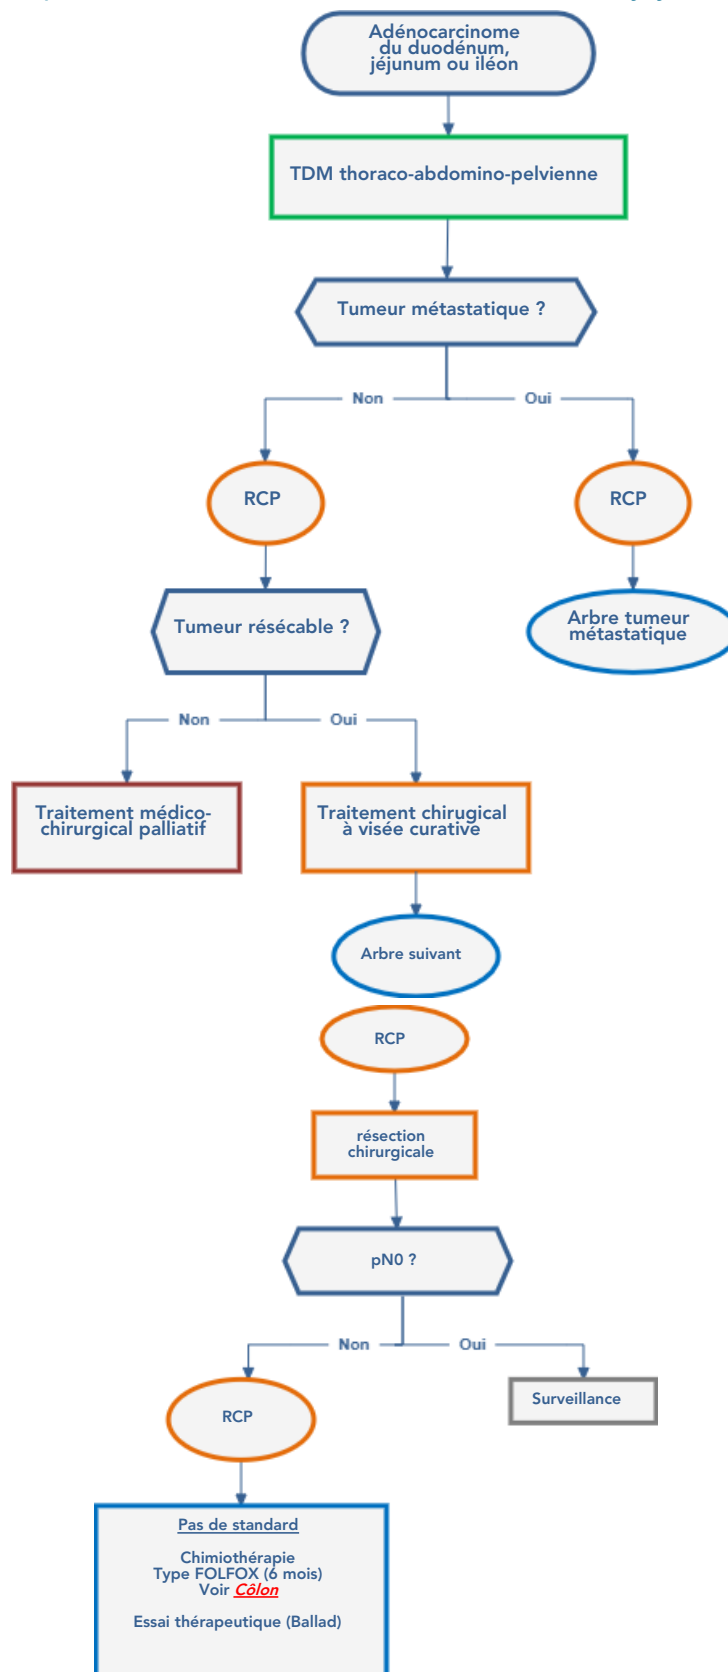 Adénocarcinome
du duodénum,
jéjunum ou iléon
TDM thoraco-abdomino-pelvienne
Tumeur métastatique ?
Non
Oui
RCP
RCP
Tumeur résécable ?
Arbre tumeur
métastatique
Non
Oui
Traitement médico-
chirurgical palliatif
Traitement chirugical
à visée curative
Arbre suivant
RCP
résection
chirurgicale
pN0 ?
Non
Oui
RCP
Surveillance
Pas de standard
Chimiothérapie
Type FOLFOX (6 mois)
Voir Côlon
Essai thérapeutique (Ballad)